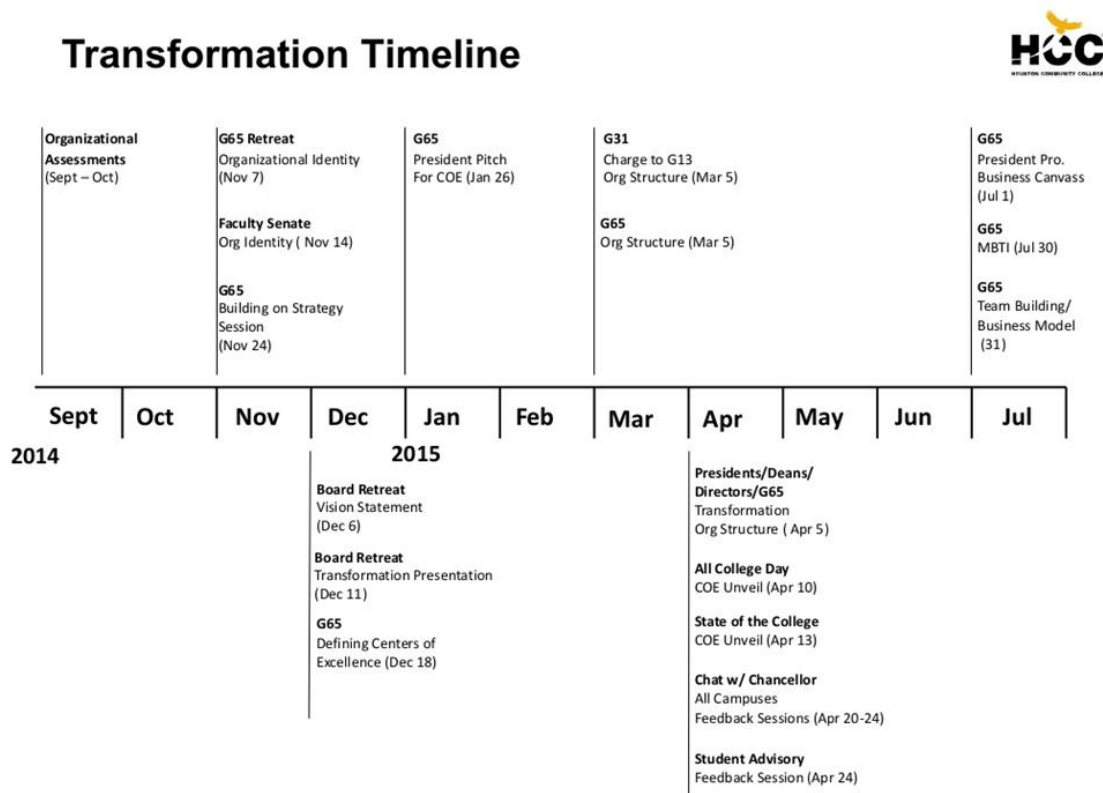 Transformation Timeline
HCC
HOUSTON COMMUNITY COLLEGE
Organizational
Assessments
(Sept – Oct)
G65 Retreat
Organizational Identity
(Nov 7)
Faculty Senate
Org Identity ( Nov 14)
G65
Building on Strategy
Session
(Nov 24)
G65
President Pitch
For COE (Jan 26)
G31
Charge to G13
Org Structure (Mar 5)
G65
Org Structure (Mar 5)
G65
President Pro.
Business Canvass
(Jul 1)
G65
MBTI (Jul 30)
G65
Team Building/
Business Model
(31)
Sept Oct Nov Dec Jan Feb Mar Apr May Jun Jul
2014 2015
Board Retreat
Vision Statement
(Dec 6)
Board Retreat
Transformation Presentation
(Dec 11)
G65
Defining Centers of
Excellence (Dec 18)
Presidents/Deans/
Directors/G65
Transformation
Org Structure ( Apr 5)
All College Day
COE Unveil (Apr 10)
State of the College
COE Unveil (Apr 13)
Chat w/ Chancellor
All Campuses
Feedback Sessions (Apr 20-24)
Student Advisory
Feedback Session (Apr 24)